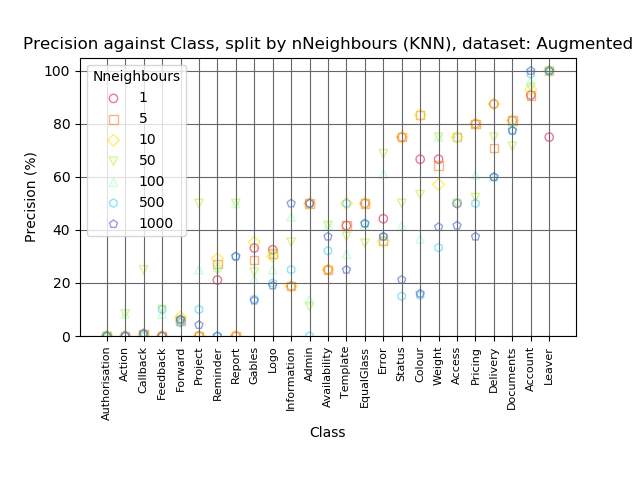 Precision against Class, split by nNeighbours (KNN), dataset: Augmented
Precision (%)
100
80
60
40
20
0
Nneighbours
1
5
10
50
100
500
1000
Authorisation
Action
Callback
Feedback
Forward
Project
Reminder
Report
Gables
Logo
Information
Admin
Availability
Template
EqualGlass
Error
Status
Colour
Weight
Access
Pricing
Delivery
Documents
Account
Leaver
Class